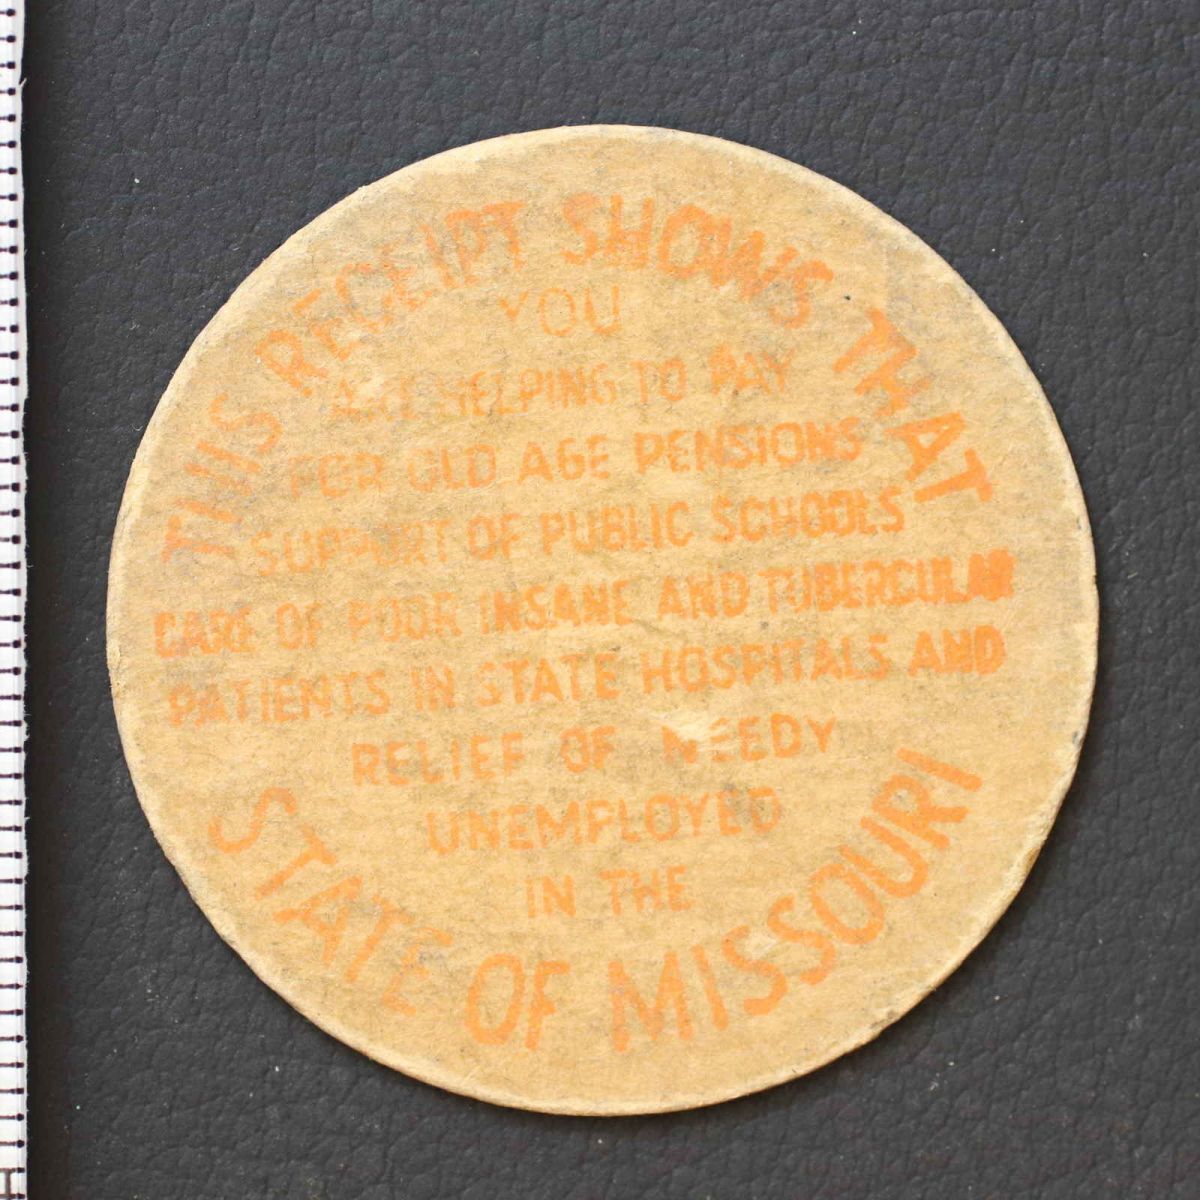 THIS RECEIPT SHOWS THAT
YOU
ARE HELPING TO PAY
FOR OLD AGE PENSIONS
SUPPORT OF PUBLIC SCHOOLS
CARE OF POOR INSANE AND TUBERCULAR
PATIENTS IN STATE HOSPITALS AND
RELIEF OF NEEDY
UNEMPLOYED
IN THE
STATE OF MISSOURI